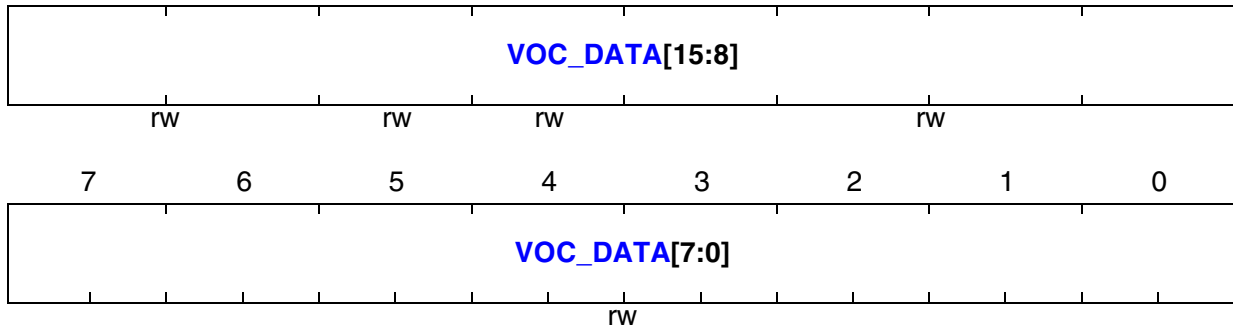 VOC_DATA[15:8]
rw rw rw rw
7 6 5 4 3 2 1 0
VOC_DATA[7:0]
rw